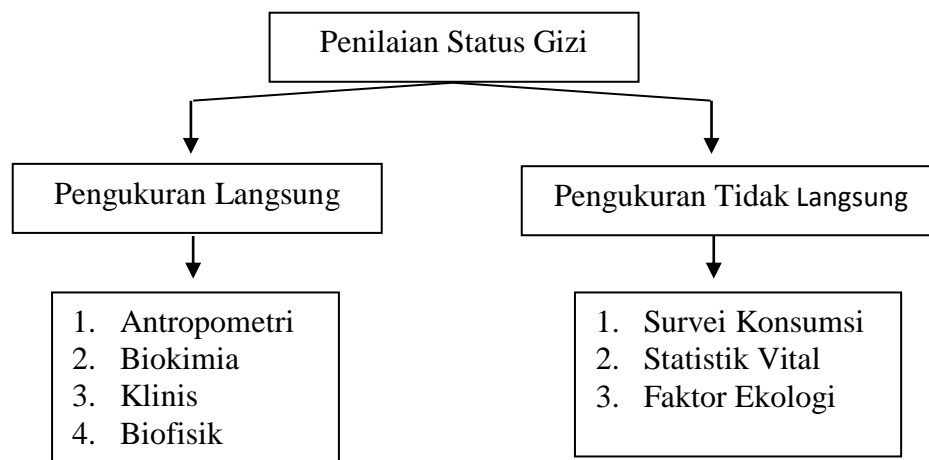 Penilaian Status Gizi
Pengukuran Langsung
Pengukuran Tidak Langsung
1. Antropometri
2. Biokimia
3. Klinis
4. Biofisik
1. Survei Konsumsi
2. Statistik Vital
3. Faktor Ekologi